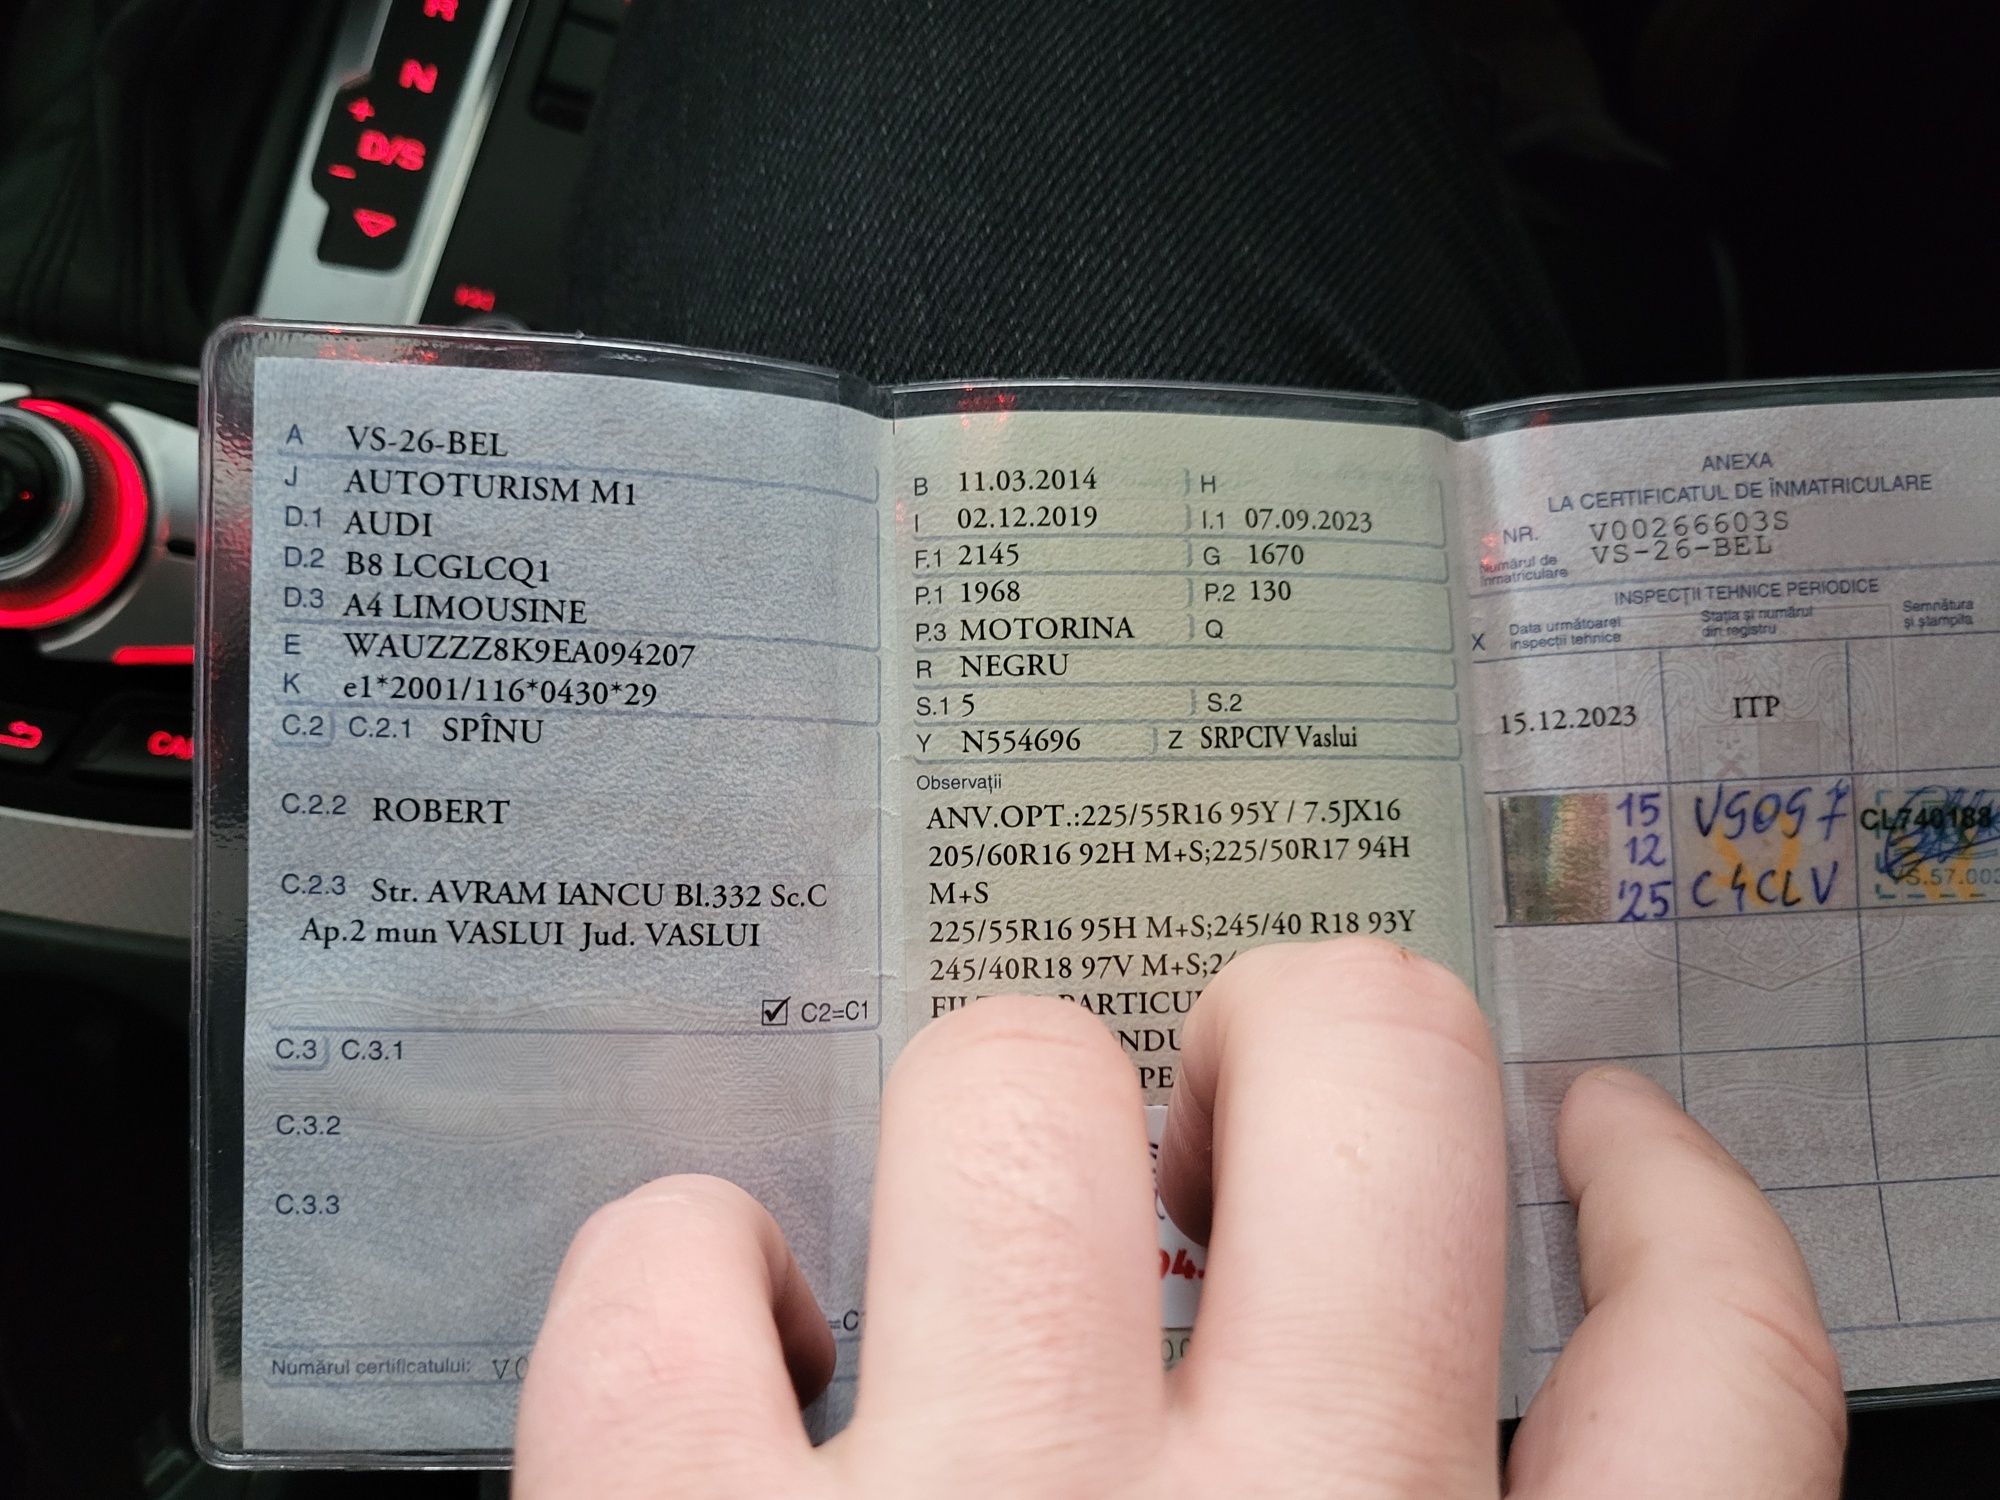 R
N
+
D/S
-
A VS-26-BEL
J AUTOTURISM M1
D.1 AUDI
D.2 B8 LCGLCQ1
D.3 A4 LIMOUSINE
E WAUZZZ8K9EA094207
K e1*2001/116*0430*29
C.2 C.2.1 SPÎNU
C.2.2 ROBERT
C.2.3 Str. AVRAM IANCU Bl.332 Sc.C
Ap.2 mun VASLUI Jud. VASLUI
C2=C1
C.3 C.3.1
C.3.2
C.3.3
Numărul certificatului:
B 11.03.2014 H
I 02.12.2019 I.1 07.09.2023
F.1 2145 G 1670
P.1 1968 P.2 130
P.3 MOTORINA Q
R NEGRU
S.1 5 S.2
Y N554696 Z SRPCIV Vaslui
Observații
ANV.OPT.:225/55R16 95Y / 7.5JX16
205/60R16 92H M+S;225/50R17 94H
M+S
225/55R16 95H M+S;245/40 R18 93Y
245/40R18 97V M+S;
ANEXA
LA CERTIFICATUL DE ÎNMATRICULARE
NR. V00266603S
Numărul de înmatriculare VS-26-BEL
INSPECȚII TEHNICE PERIODICE
X Data următoarei inspecții tehnice Stația și numărul din registru Semnătura și ștampila
15.12.2023 ITP
15 12 '25
CL740188